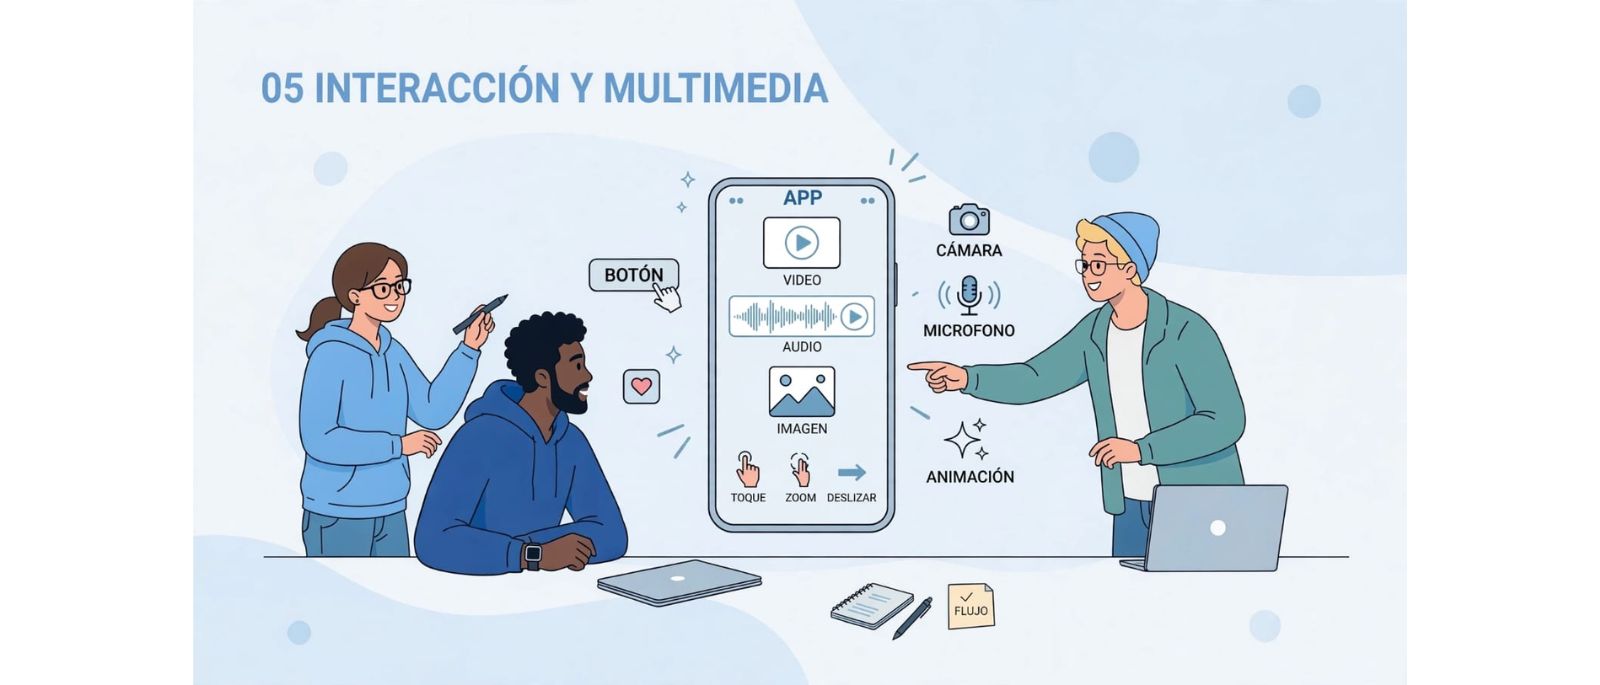 05 INTERACCIÓN Y MULTIMEDIA
BOTÓN
APP
VIDEO
AUDIO
IMAGEN
TOQUE
ZOOM
DESLIZAR
CÁMARA
MICROFONO
ANIMACIÓN
FLUJO